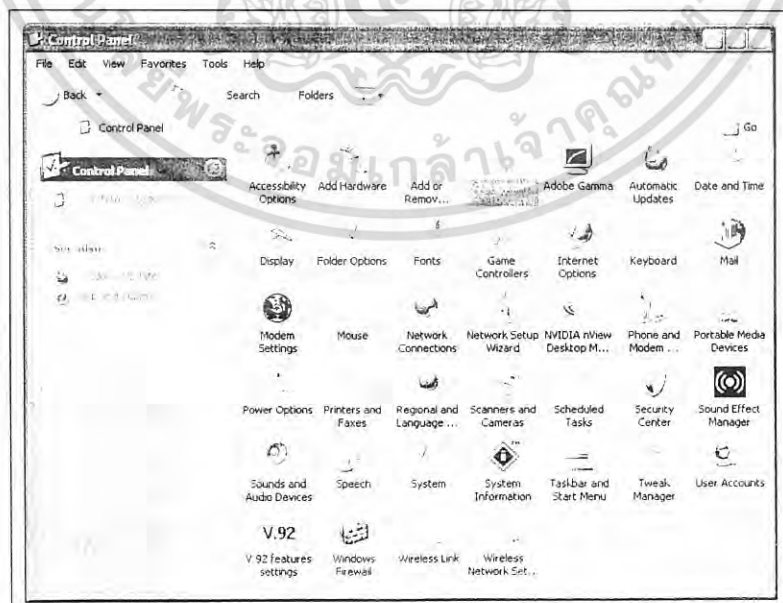 Control Panel
File Edit View Favorites Tools Help
Back Search Folders
Control Panel Go
Control Panel
Accessibility Options
Add Hardware
Add or Remov...
Adobe Gamma
Automatic Updates
Date and Time
Display
Folder Options
Fonts
Game Controllers
Internet Options
Keyboard
Mail
Modem Settings
Mouse
Network Connections
Network Setup Wizard
NVIDIA nView Desktop M...
Phone and Modem ...
Portable Media Devices
Power Options
Printers and Faxes
Regional and Language ...
Scanners and Cameras
Scheduled Tasks
Security Center
Sound Effect Manager
Sounds and Audio Devices
Speech
System
System Information
Taskbar and Start Menu
Tweak Manager
User Accounts
V.92
V.92 features settings
Windows Firewall
Wireless Link
Wireless Network Set...